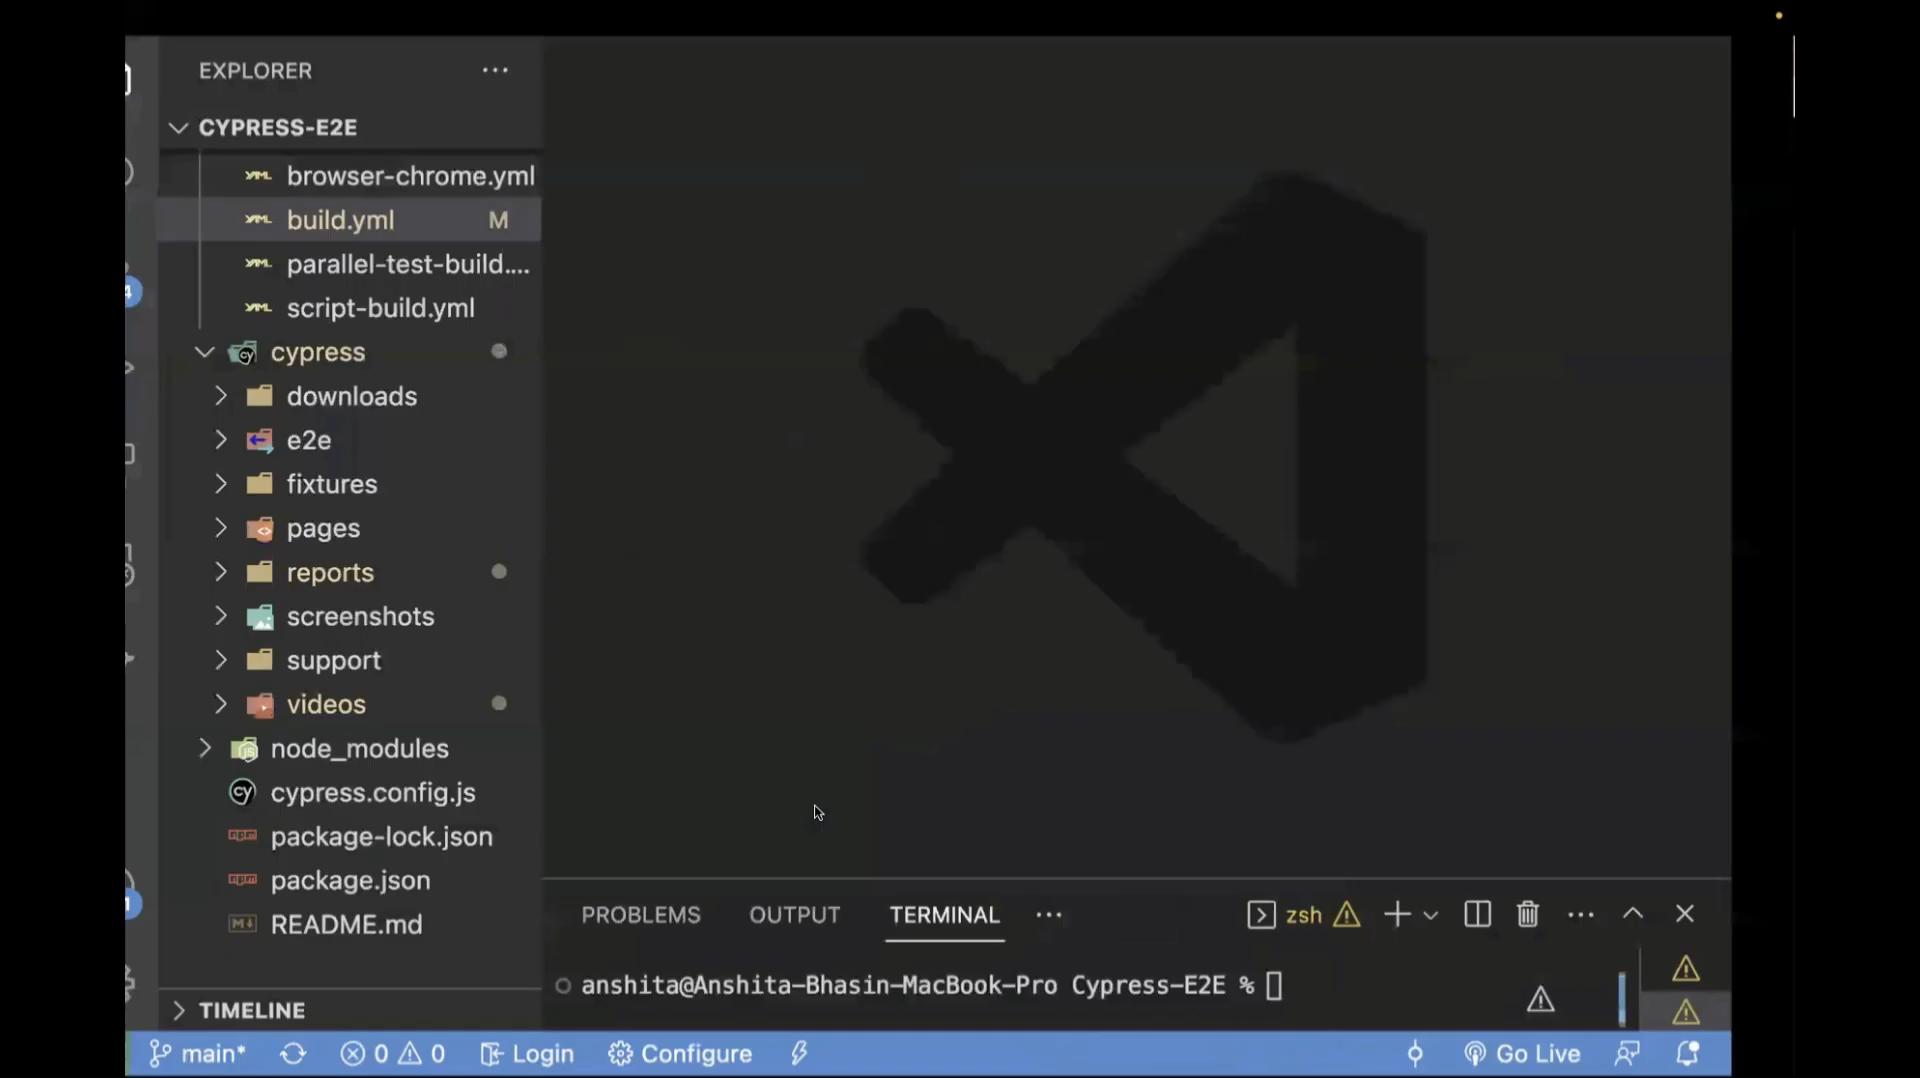 EXPLORER
CYPRESS-E2E
browser-chrome.yml
build.yml M
parallel-test-build....
script-build.yml
cypress
downloads
e2e
fixtures
pages
reports
screenshots
support
videos
node_modules
cypress.config.js
package-lock.json
package.json
README.md
TIMELINE
PROBLEMS OUTPUT TERMINAL ... zsh
anshita@Anshita-Bhasin-MacBook-Pro Cypress-E2E %
main* 0 0 Login Configure Go Live